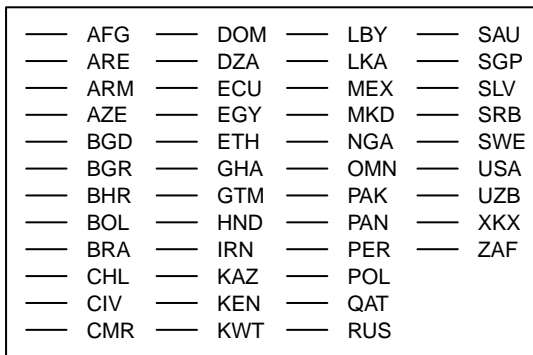 AFG DOM LBY SAU
ARE DZA LKA SGP
ARM ECU MEX SLV
AZE EGY MKD SRB
BGD ETH NGA SWE
BGR GHA OMN USA
BHR GTM PAK UZB
BOL HND PAN XKX
BRA IRN PER ZAF
CHL KAZ POL
CIV KEN QAT
CMR KWT RUS